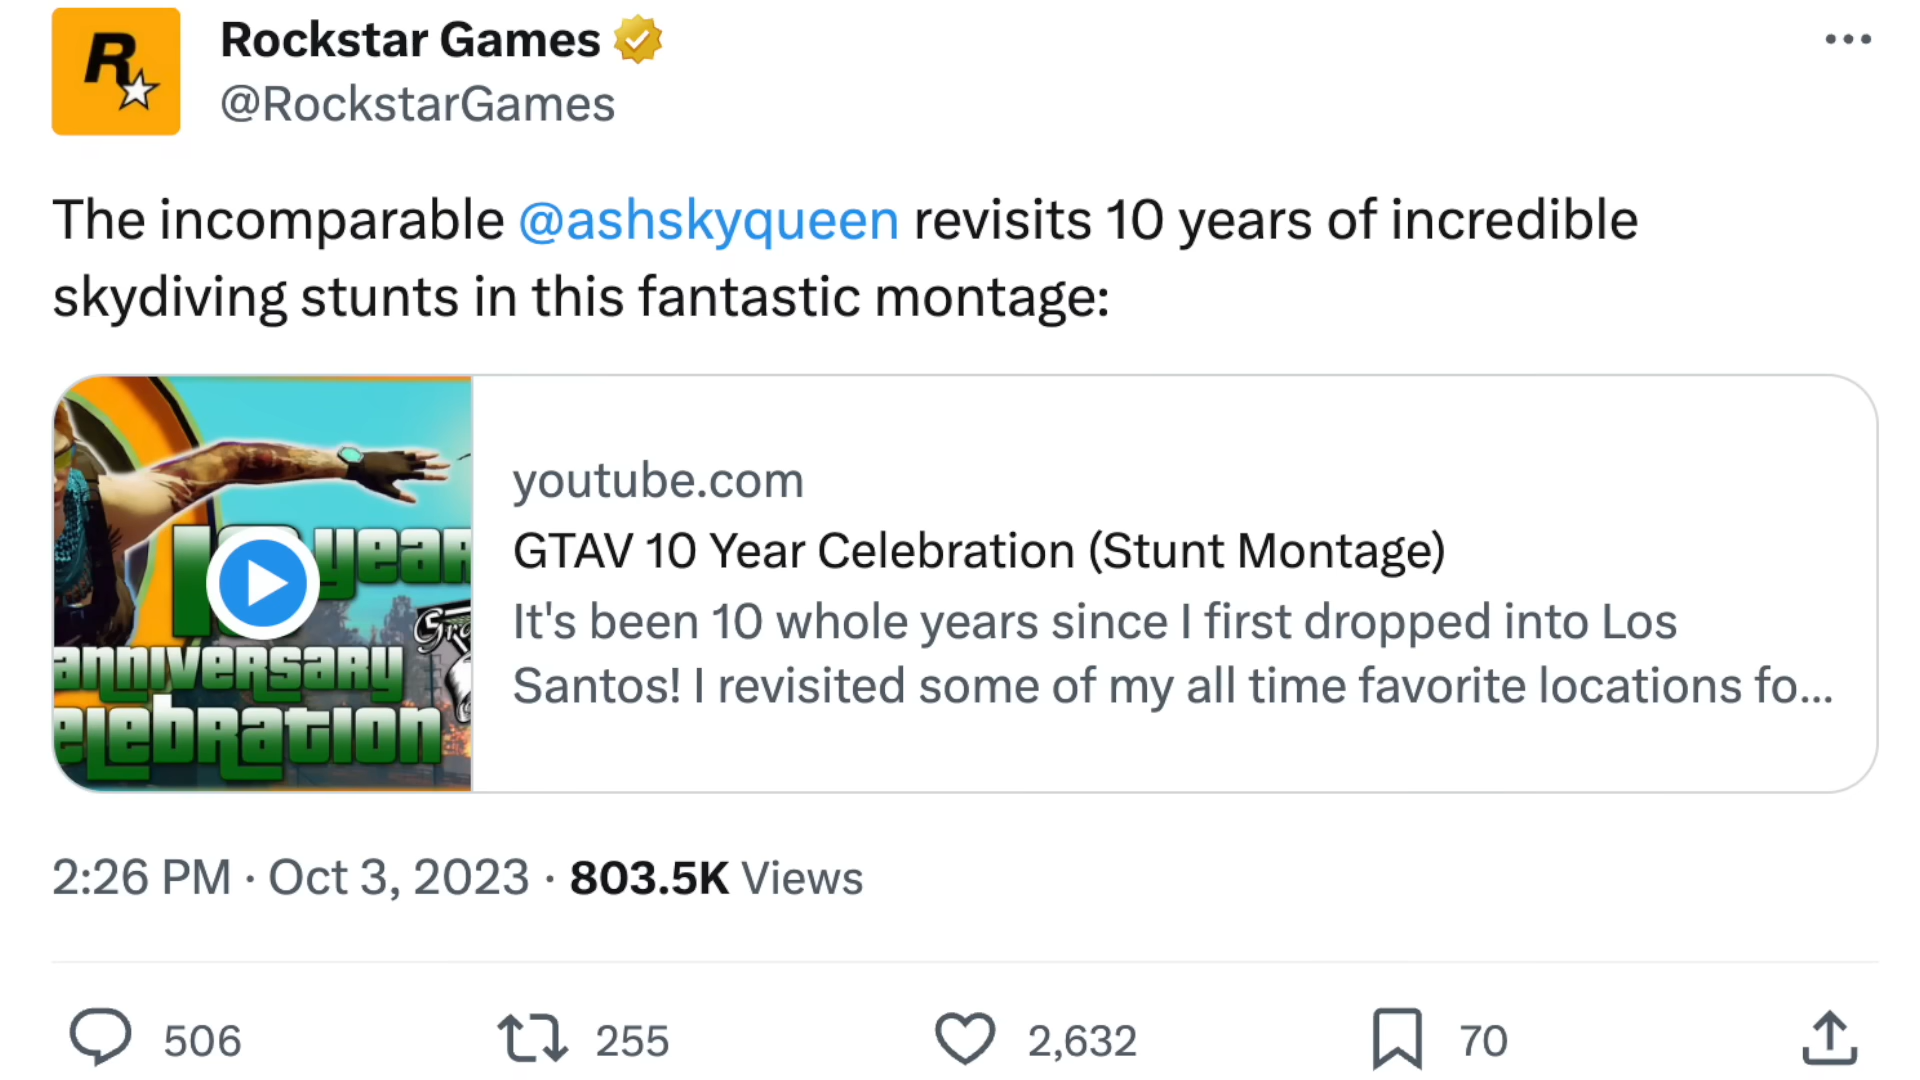 R
Rockstar Games
@RockstarGames
The incomparable @ashskyqueen revisits 10 years of incredible
skydiving stunts in this fantastic montage:
year
anniversary
elebration
youtube.com
GTAV 10 Year Celebration (Stunt Montage)
It's been 10 whole years since I first dropped into Los
Santos! I revisited some of my all time favorite locations fo...
2:26 PM · Oct 3, 2023 · 803.5K Views
506
255
2,632
70